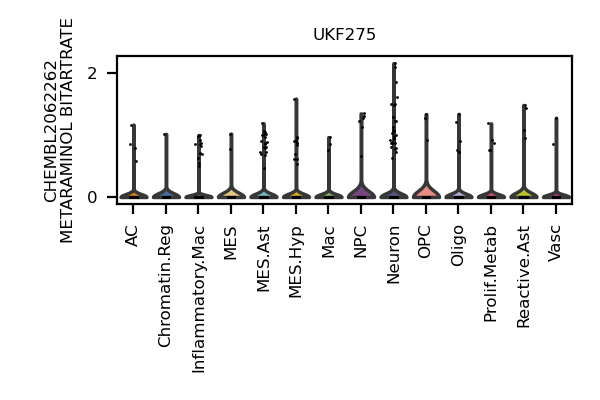 UKF275
CHEMBL2062262
METARAMINOL BITARTRATE
2
0
AC
Chromatin.Reg
Inflammatory.Mac
MES
MES.Ast
MES.Hyp
Mac
NPC
Neuron
OPC
Oligo
Prolif.Metab
Reactive.Ast
Vasc